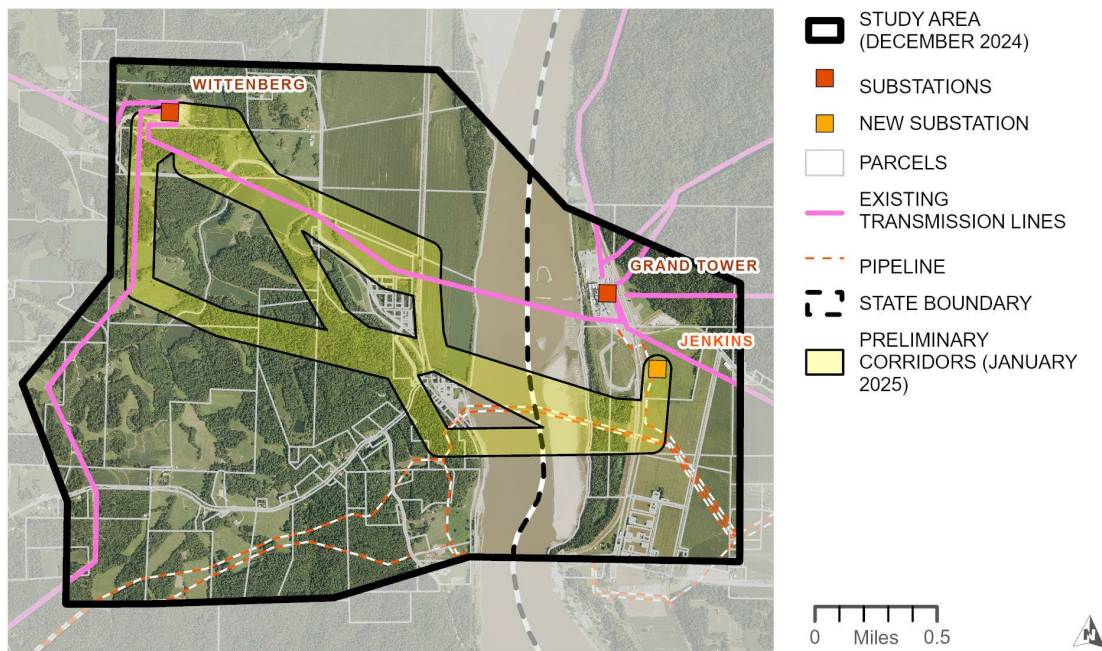 WITTENBERG
GRAND TOWER
JENKINS
STUDY AREA
(DECEMBER 2024)
SUBSTATIONS
NEW SUBSTATION
PARCELS
EXISTING
TRANSMISSION LINES
PIPELINE
STATE BOUNDARY
PRELIMINARY
CORRIDORS (JANUARY
2025)
0 Miles 0.5
N